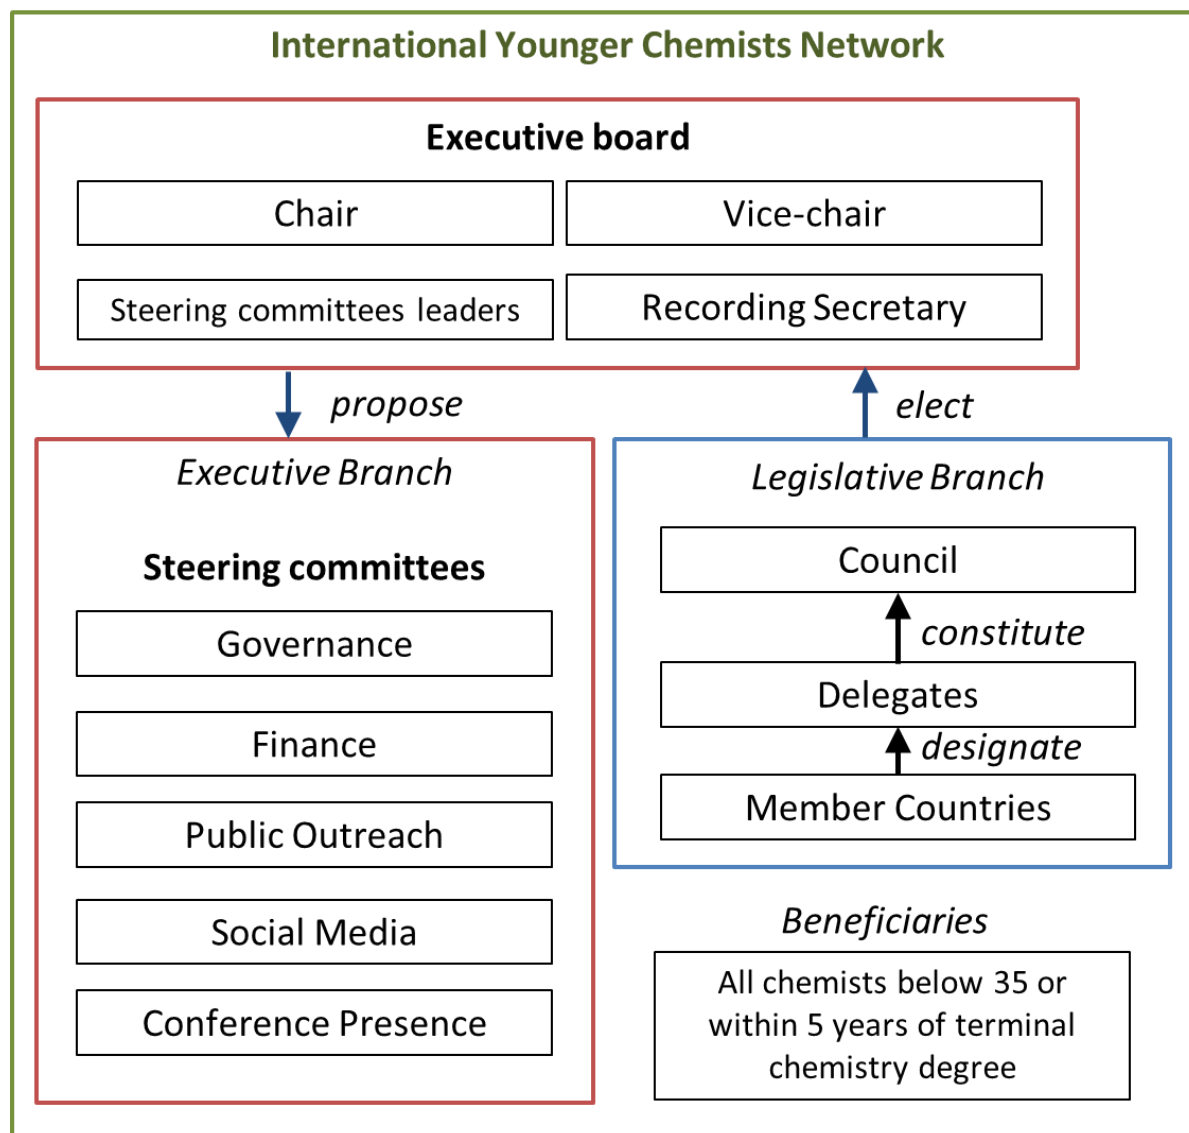 International Younger Chemists Network
Executive board
Chair
Vice-chair
Steering committees leaders
Recording Secretary
propose
elect
Executive Branch
Steering committees
Governance
Finance
Public Outreach
Social Media
Conference Presence
Legislative Branch
Council
constitute
Delegates
designate
Member Countries
Beneficiaries
All chemists below 35 or
within 5 years of terminal
chemistry degree